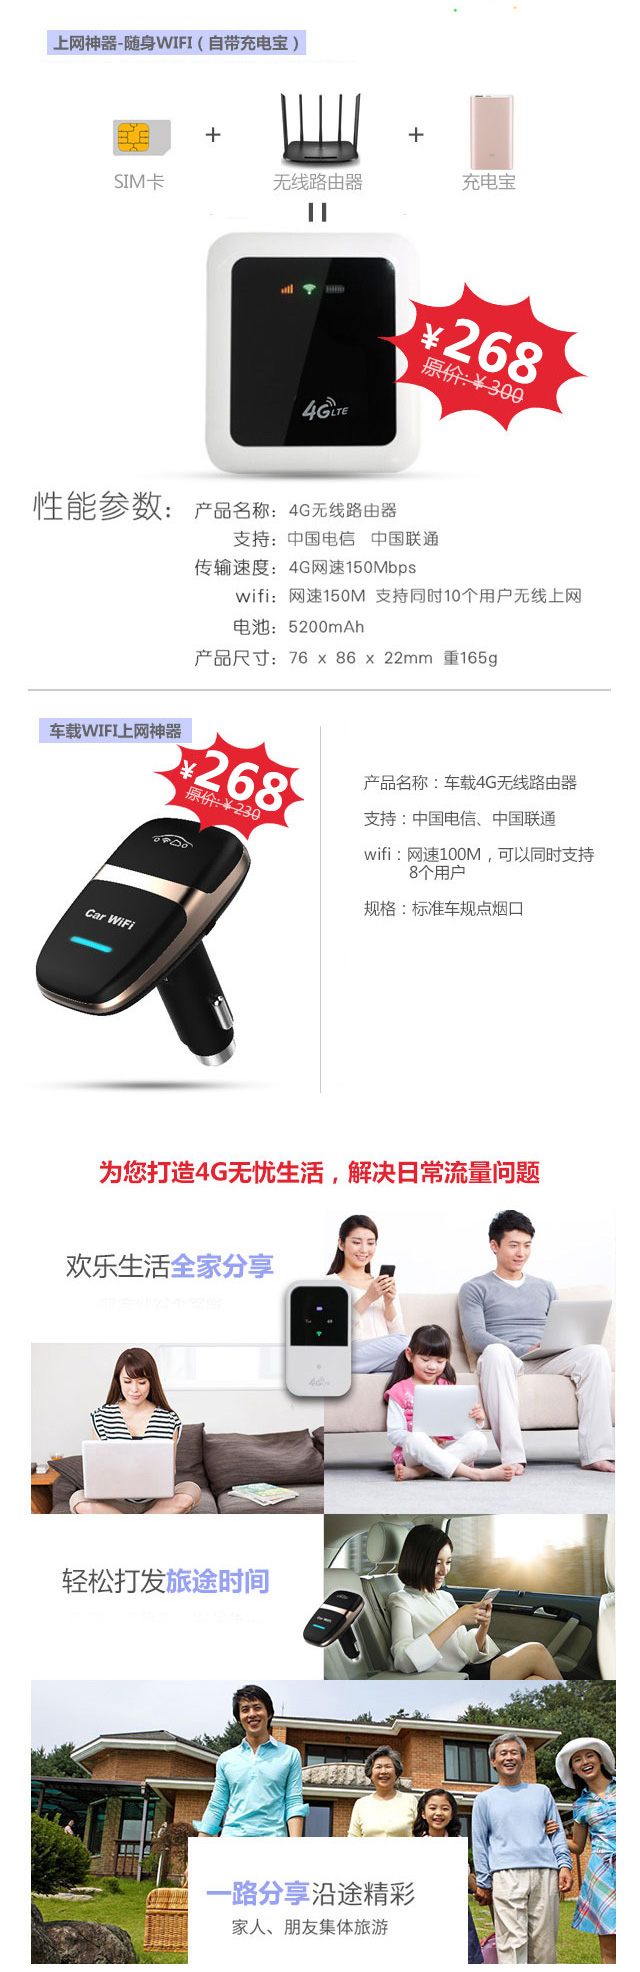 上网神器-随身WIFI（自带充电宝）
SIM卡
+
无线路由器
+
充电宝
4G LTE
¥268
原价:¥300
性能参数:
产品名称: 4G无线路由器
支持: 中国电信 中国联通
传输速度: 4G网速150Mbps
wifi: 网速150M 支持同时10个用户无线上网
电池: 5200mAh
产品尺寸: 76 x 86 x 22mm 重165g
车载WIFI上网神器
¥268
原价:¥230
Car WiFi
产品名称：车载4G无线路由器
支持：中国电信、中国联通
wifi：网速100M，可以同时支持
8个用户
规格：标准车规点烟口
为您打造4G无忧生活，解决日常流量问题
欢乐生活全家分享
4G
轻松打发旅途时间
Car WiFi
一路分享沿途精彩
家人、朋友集体旅游